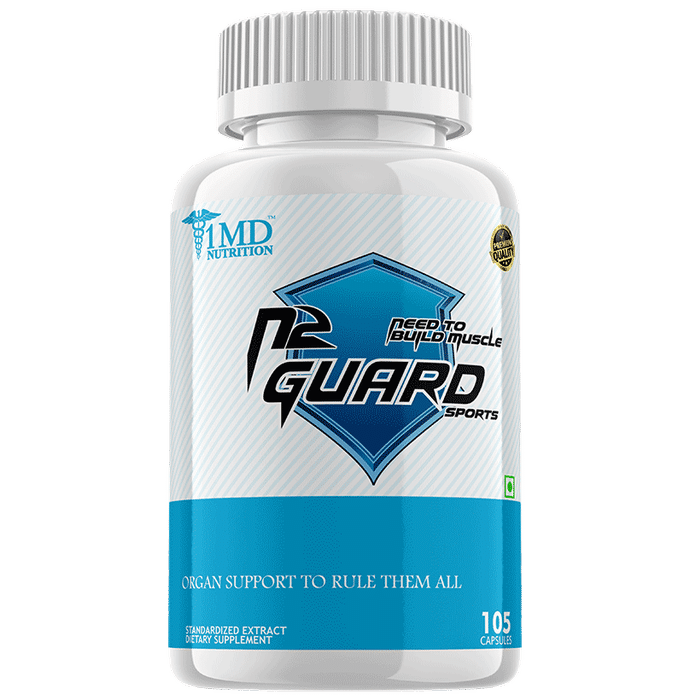 1MD™
NUTRITION
PREMIUM
QUALITY
N2
NEED TO
BUILD MUSCLE
GUARD
SPORTS
ORGAN SUPPORT TO RULE THEM ALL
STANDARDIZED EXTRACT
DIETARY SUPPLEMENT
105
CAPSULES